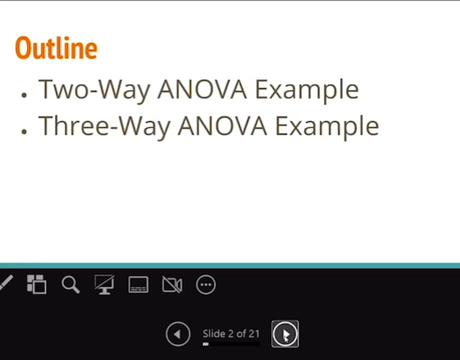 Outline
• Two-Way ANOVA Example
• Three-Way ANOVA Example
Slide 2 of 21